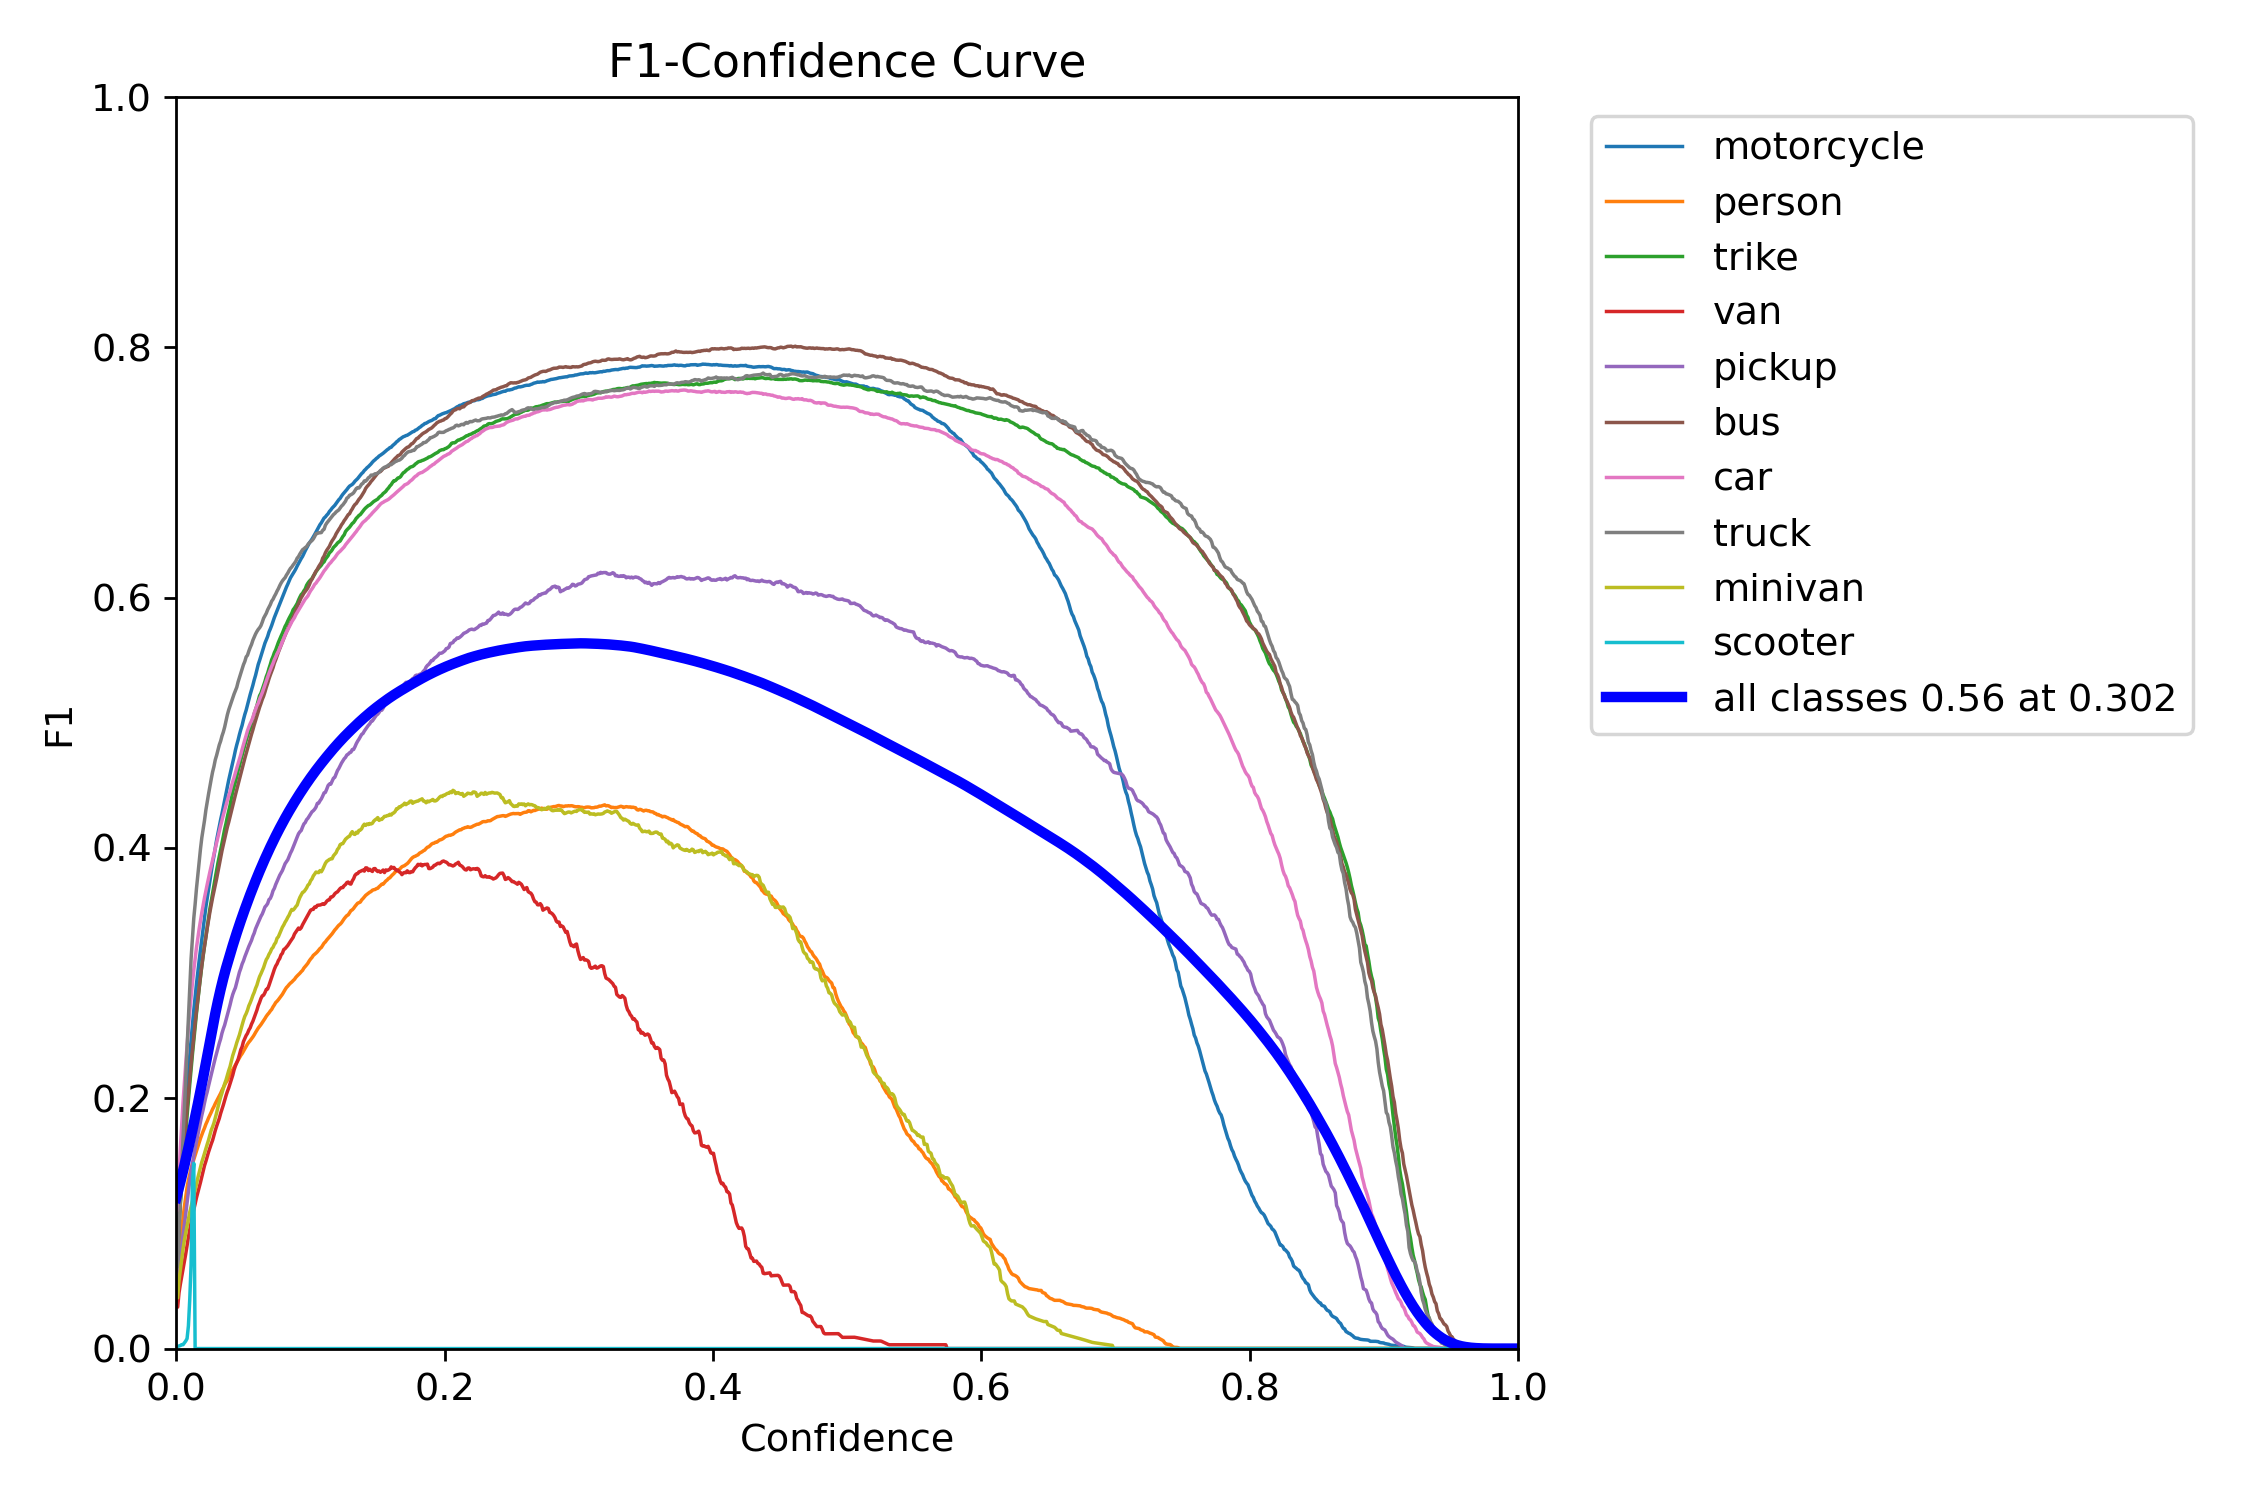 F1-Confidence Curve
1.0
0.8
0.6
0.4
0.2
0.0
F1
0.0 0.2 0.4 0.6 0.8 1.0
Confidence
motorcycle
person
trike
van
pickup
bus
car
truck
minivan
scooter
all classes 0.56 at 0.302